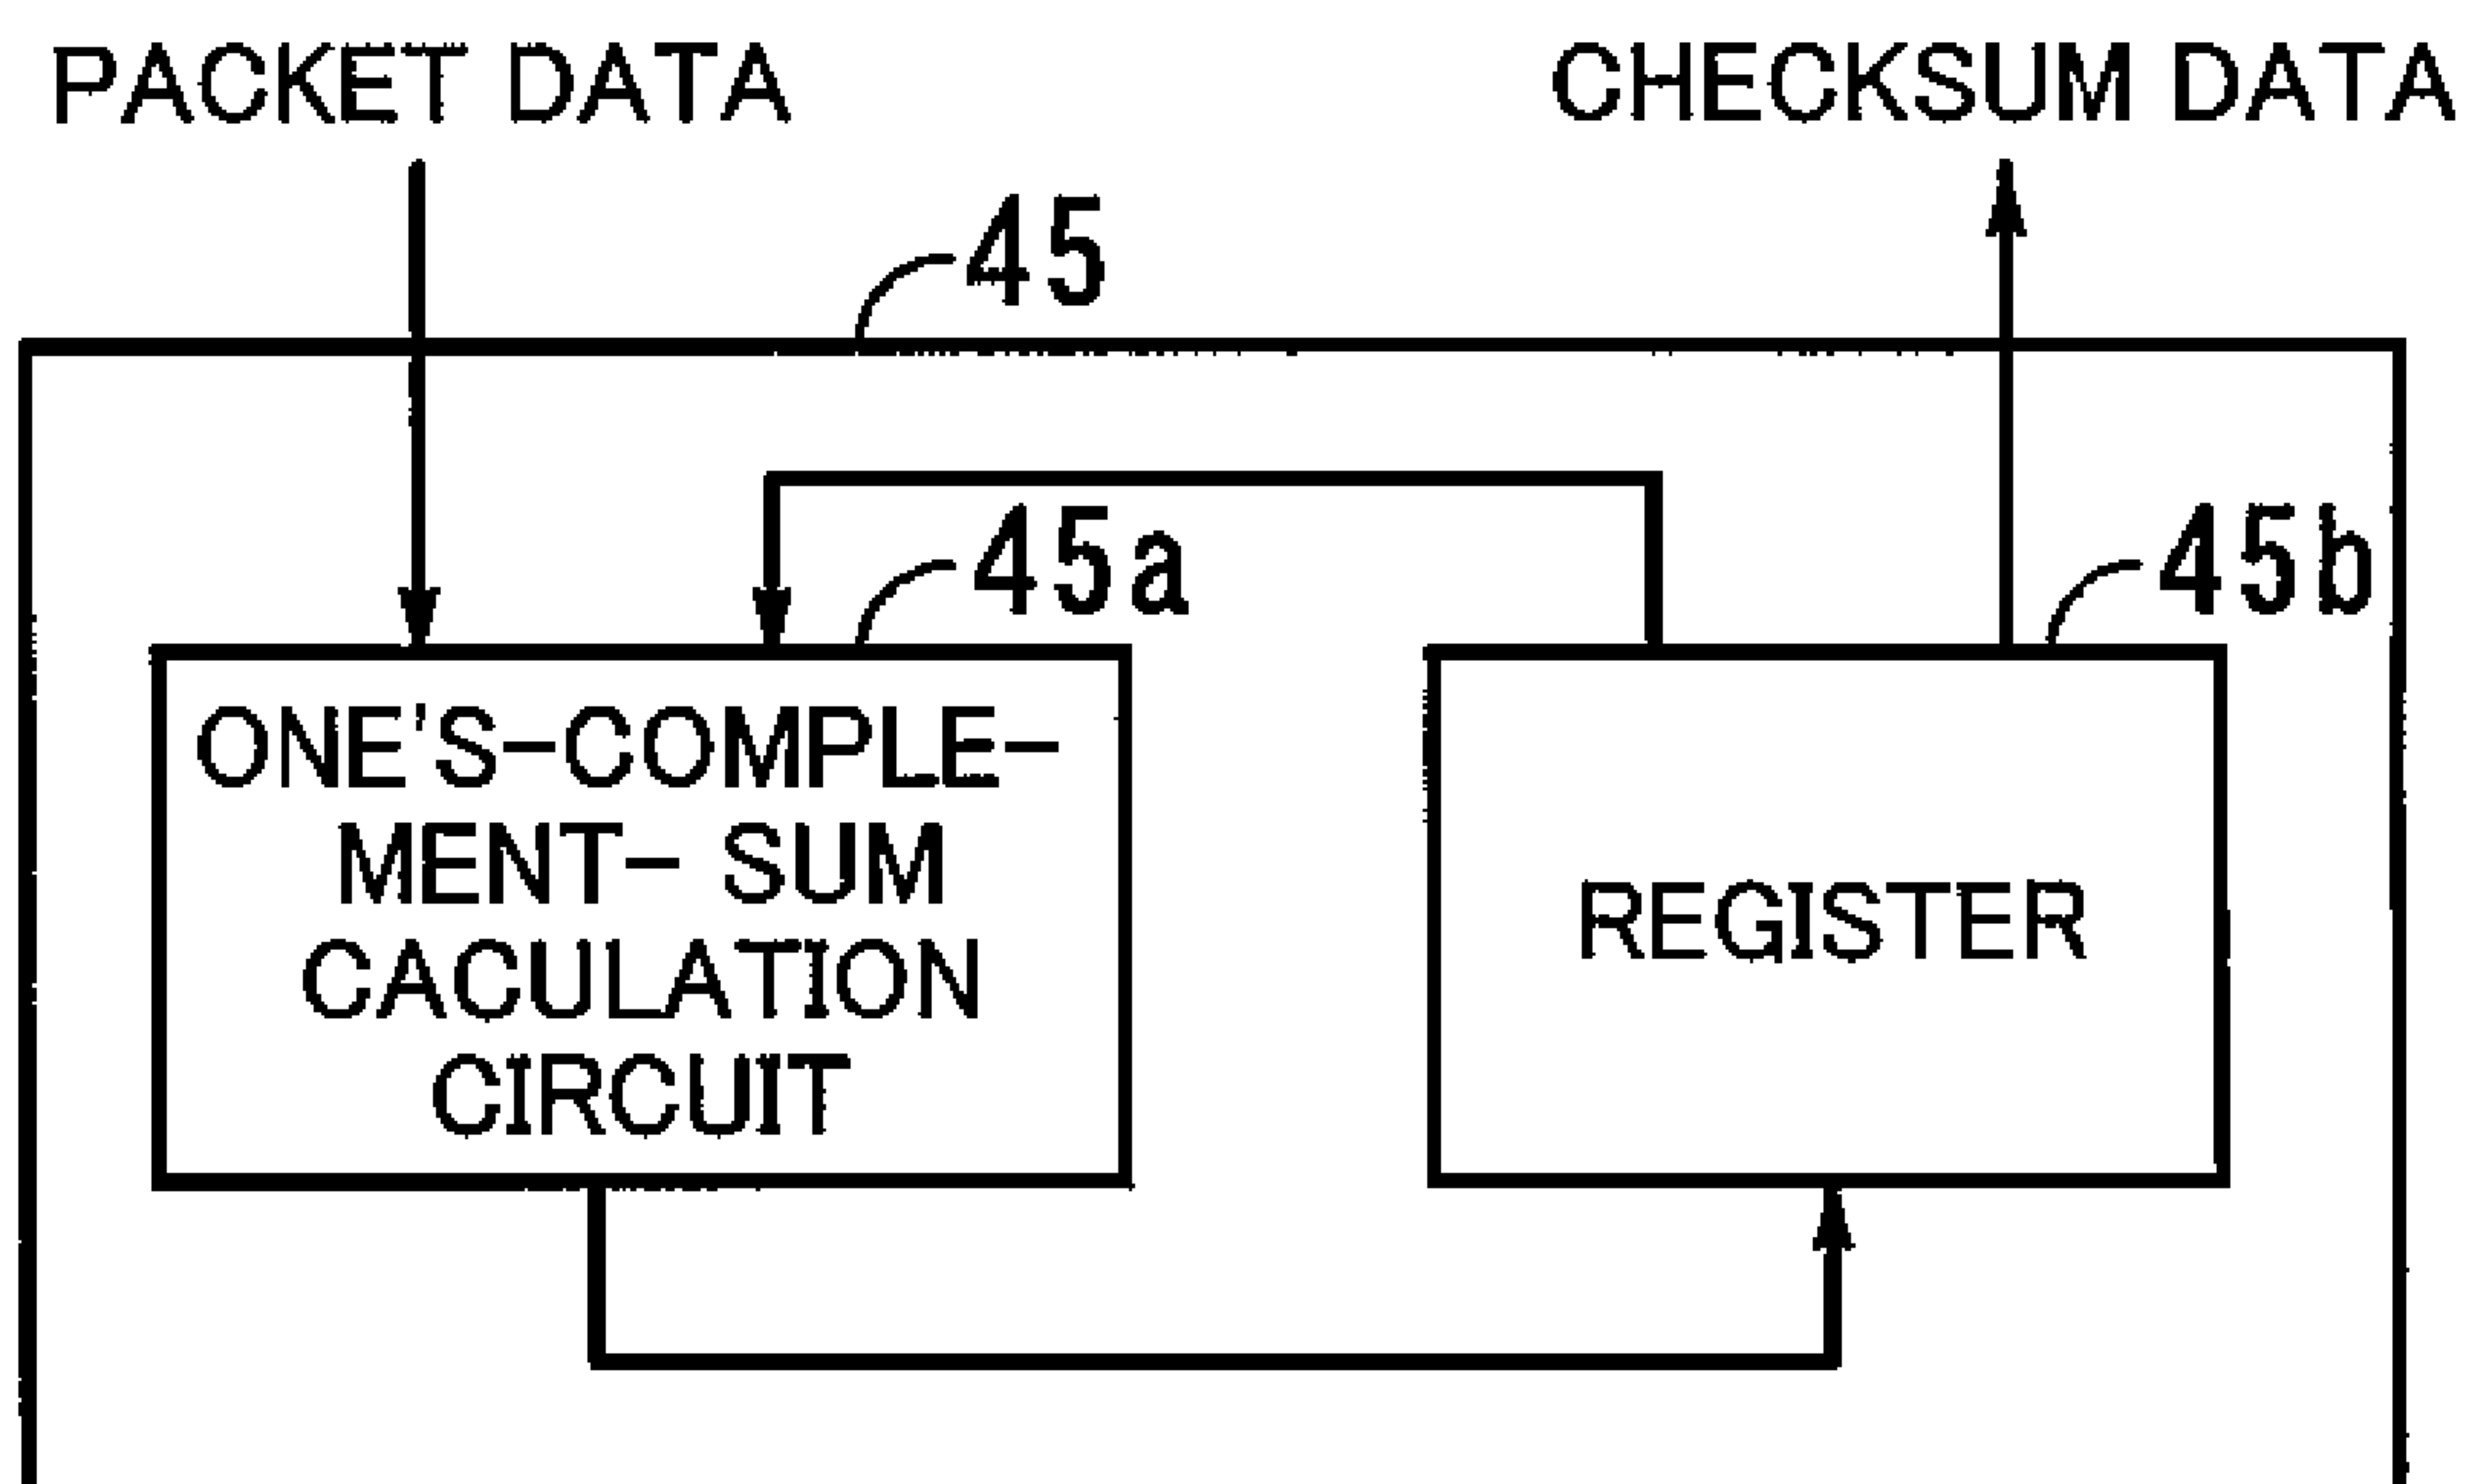 PACKET DATA
CHECKSUM DATA
45
45a
45b
ONE'S-COMPLE-
MENT- SUM
CACULATION
CIRCUIT
REGISTER